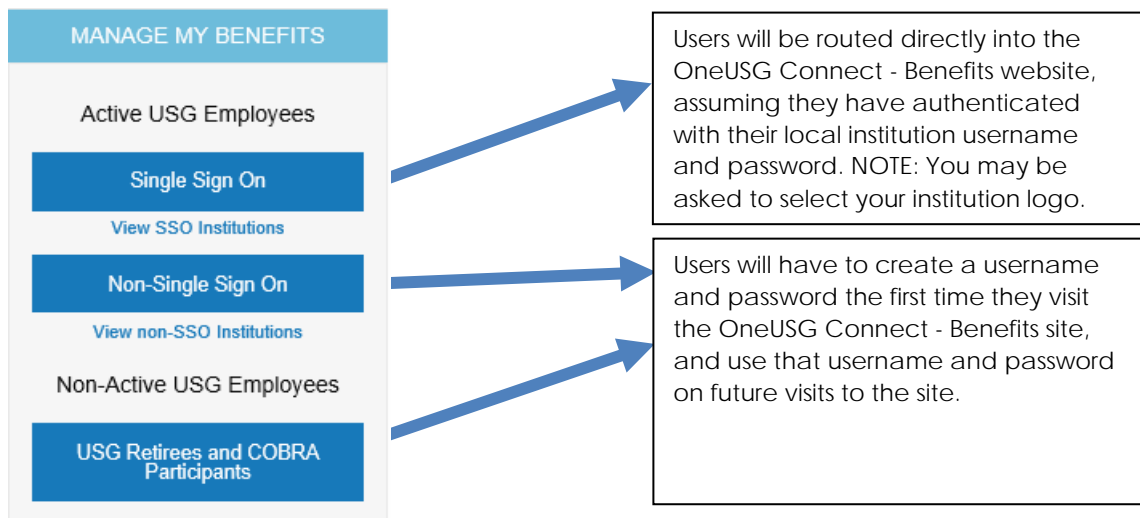 MANAGE MY BENEFITS
Active USG Employees
Single Sign On
View SSO Institutions
Non-Single Sign On
View non-SSO Institutions
Non-Active USG Employees
USG Retirees and COBRA
Participants
Users will be routed directly into the
OneUSG Connect - Benefits website,
assuming they have authenticated
with their local institution username
and password. NOTE: You may be
asked to select your institution logo.
Users will have to create a username
and password the first time they visit
the OneUSG Connect - Benefits site,
and use that username and password
on future visits to the site.